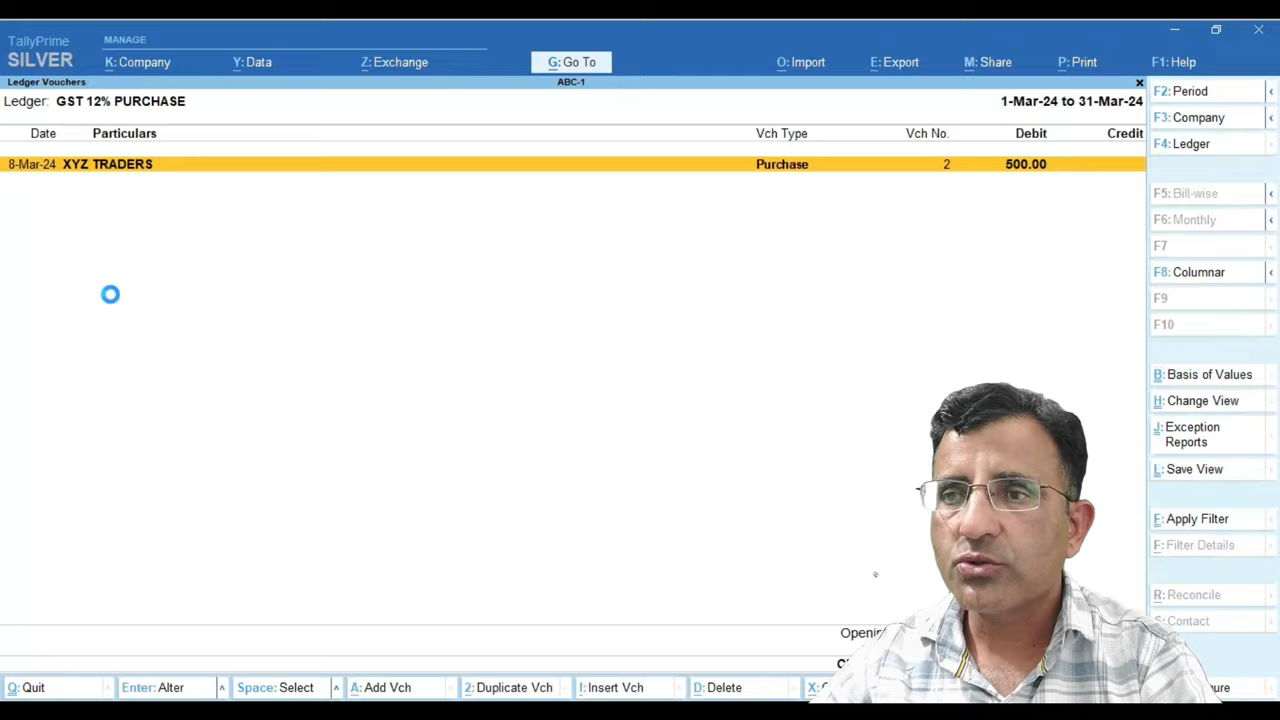 TallyPrime
SILVER
MANAGE
K: Company
Y: Data
Z: Exchange
G: Go To
O: Import
E: Export
M: Share
P: Print
F1: Help
Ledger Vouchers
ABC-1
Ledger: GST 12% PURCHASE
1-Mar-24 to 31-Mar-24
Date Particulars Vch Type Vch No. Debit Credit
8-Mar-24 XYZ TRADERS Purchase 2 500.00
F2: Period
F3: Company
F4: Ledger
F5: Bill-wise
F6: Monthly
F7
F8: Columnar
F9
F10
B: Basis of Values
H: Change View
J: Exception
Reports
L: Save View
F: Apply Filter
F: Filter Details
R: Reconcile
S: Contact
Q: Quit
Enter: Alter
Space: Select
A: Add Vch
2: Duplicate Vch
I: Insert Vch
D: Delete
X: